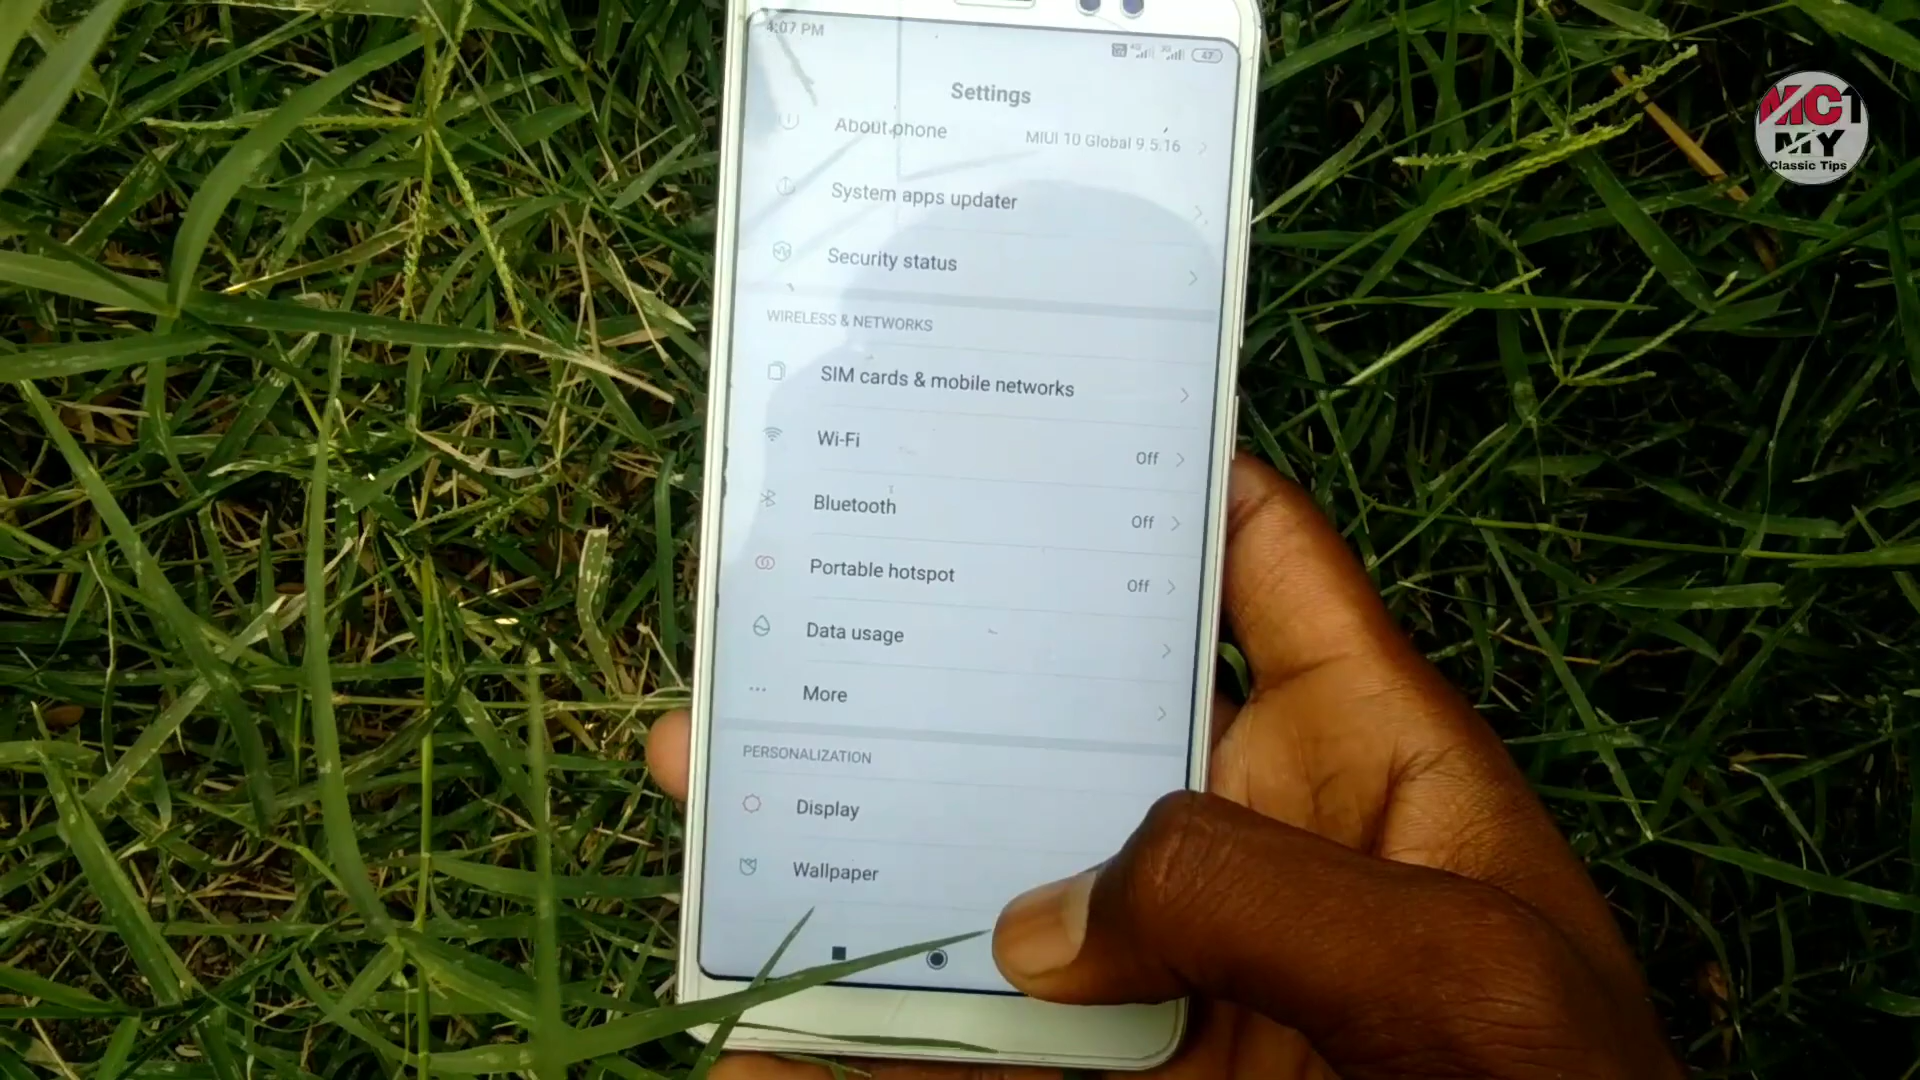 4:07 PM
47
Settings
About phone MIUI 10 Global 9.5.16
System apps updater
Security status
WIRELESS & NETWORKS
SIM cards & mobile networks
Wi-Fi Off
Bluetooth Off
Portable hotspot Off
Data usage
More
PERSONALIZATION
Display
Wallpaper
MC1
MY
Classic Tips